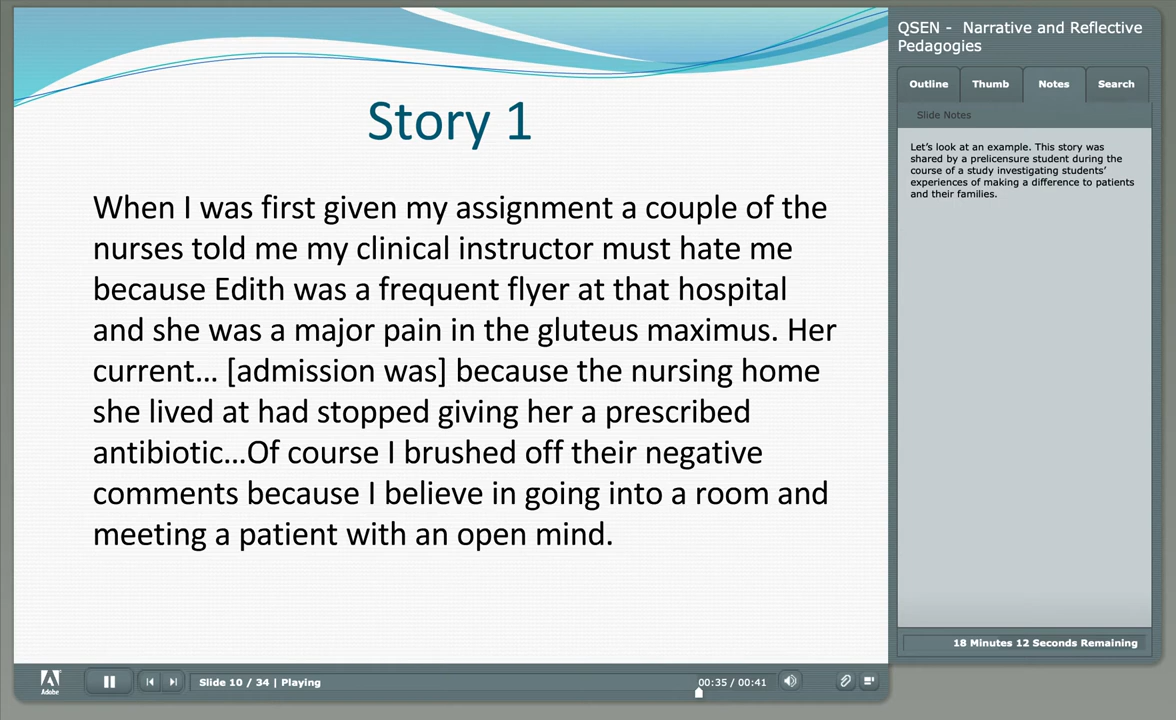 Story 1
When I was first given my assignment a couple of the
nurses told me my clinical instructor must hate me
because Edith was a frequent flyer at that hospital
and she was a major pain in the gluteus maximus. Her
current... [admission was] because the nursing home
she lived at had stopped giving her a prescribed
antibiotic...Of course I brushed off their negative
comments because I believe in going into a room and
meeting a patient with an open mind.
QSEN - Narrative and Reflective
Pedagogies
Outline Thumb Notes Search
Slide Notes
Let's look at an example. This story was
shared by a prelicensure student during the
course of a study investigating students'
experiences of making a difference to patients
and their families.
18 Minutes 12 Seconds Remaining
Adobe
Slide 10 / 34 | Playing
00:35 / 00:41